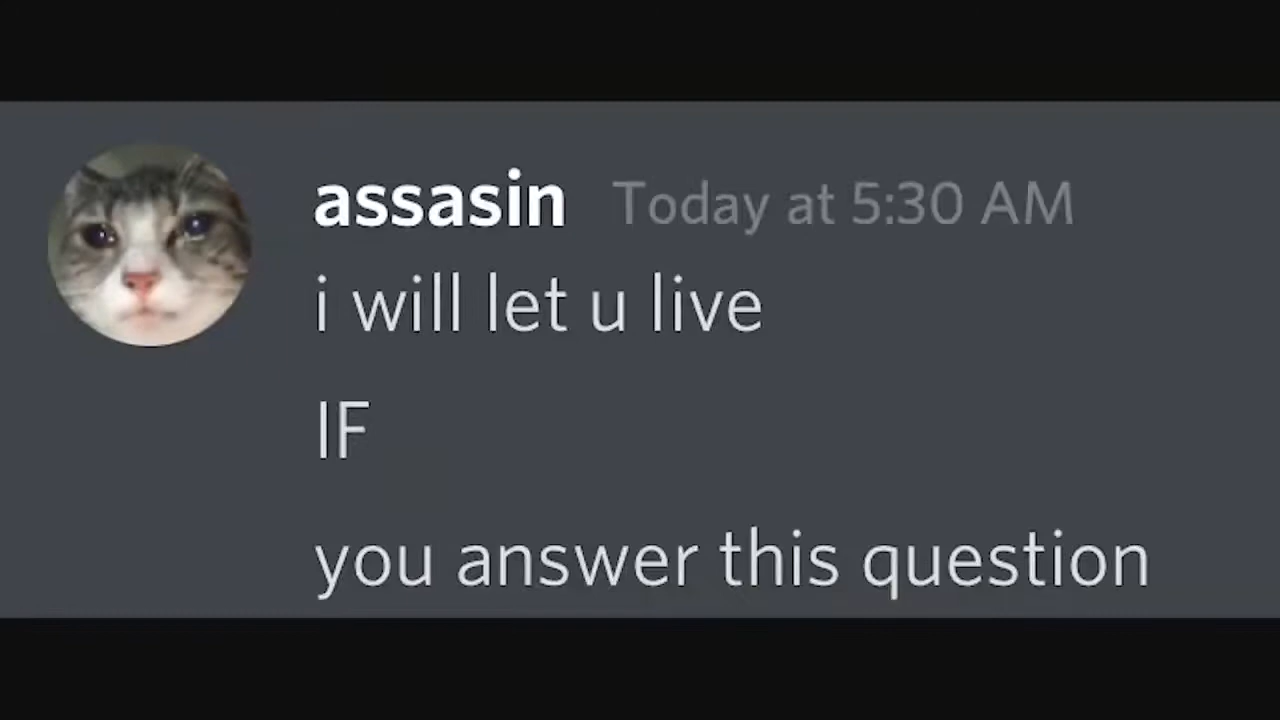 assasin Today at 5:30 AM
i will let u live
IF
you answer this question